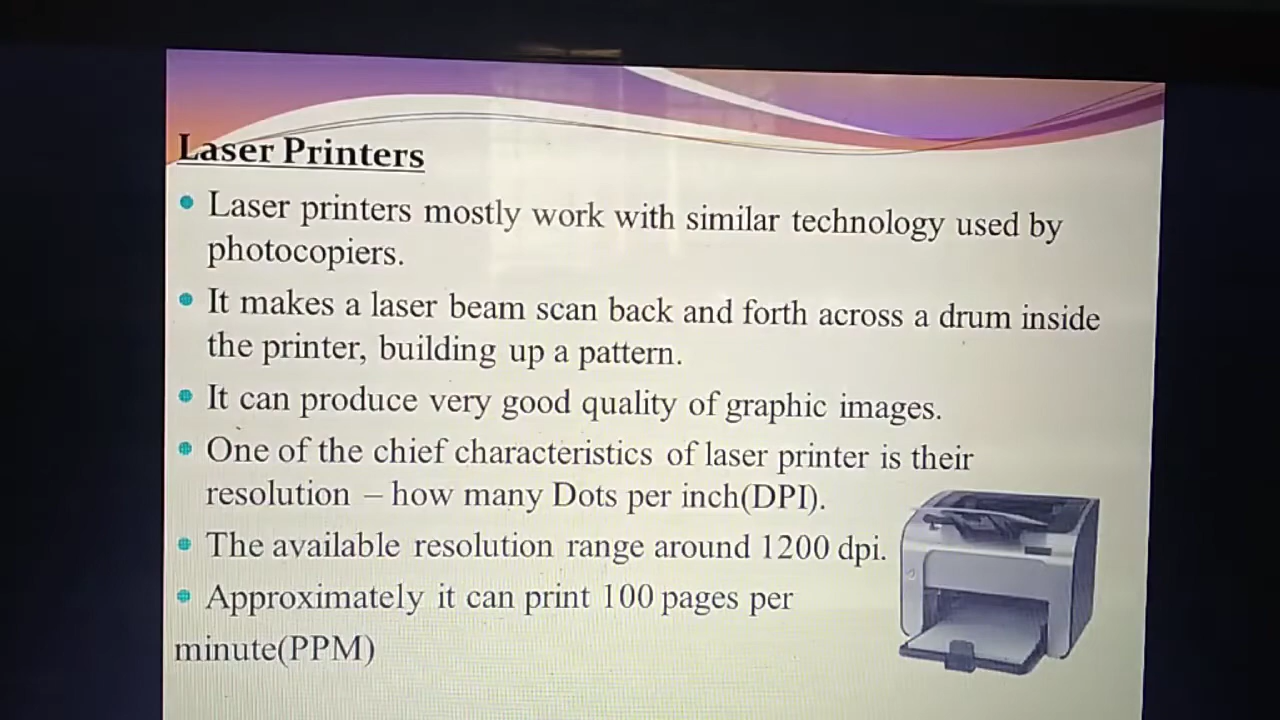 Laser Printers
• Laser printers mostly work with similar technology used by
photocopiers.
• It makes a laser beam scan back and forth across a drum inside
the printer, building up a pattern.
• It can produce very good quality of graphic images.
• One of the chief characteristics of laser printer is their
resolution – how many Dots per inch(DPI).
• The available resolution range around 1200 dpi.
• Approximately it can print 100 pages per
minute(PPM)